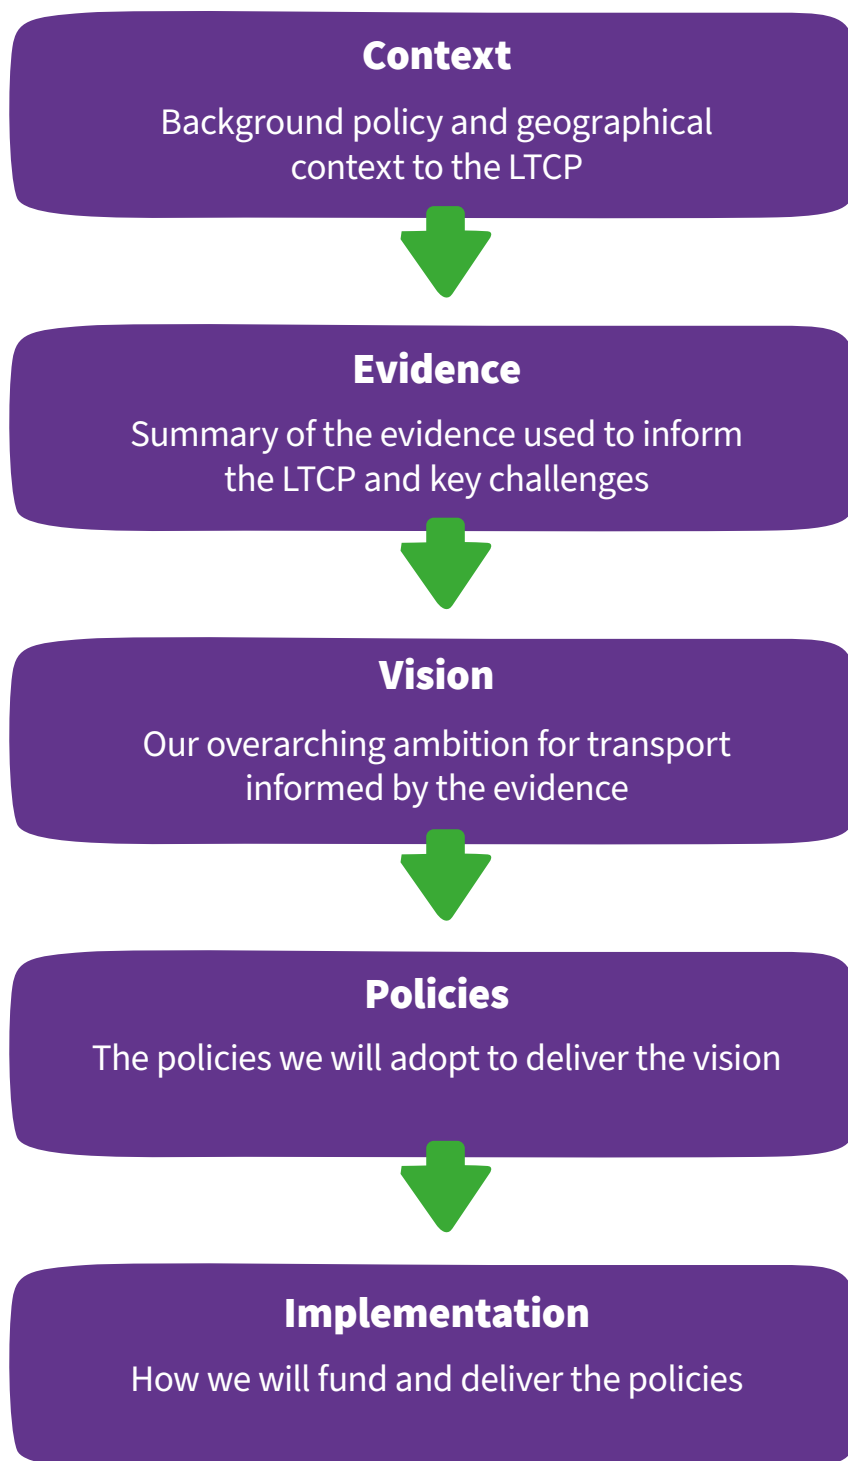 Context
Background policy and geographical
context to the LTCP
Evidence
Summary of the evidence used to inform
the LTCP and key challenges
Vision
Our overarching ambition for transport
informed by the evidence
Policies
The policies we will adopt to deliver the vision
Implementation
How we will fund and deliver the policies